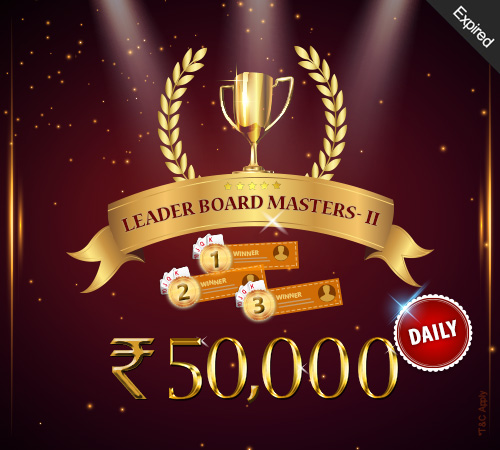 Expired
LEADER BOARD MASTERS- II
1 WINNER
2 WINNER
3 WINNER
₹ 50,000
DAILY
*T&C Apply